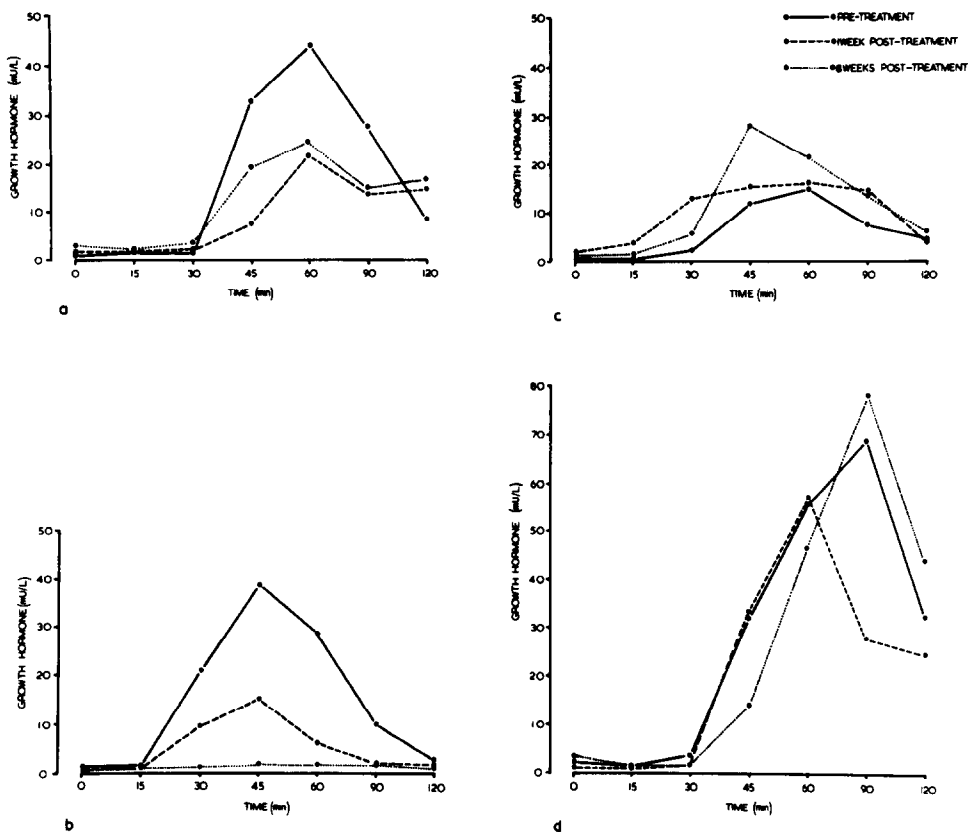 50
40
30
20
10
0
GROWTH HORMONE (mU/L)
0 15 30 45 60 90 120
TIME (min)
a
50
40
30
20
10
0
GROWTH HORMONE (mU/L)
0 15 30 45 60 90 120
TIME (min)
c
PRE-TREATMENT
1WEEK POST-TREATMENT
6WEEKS POST-TREATMENT
50
40
30
20
10
0
GROWTH HORMONE (mU/L)
0 15 30 45 60 90 120
TIME (min)
b
80
70
60
50
40
30
20
10
0
GROWTH HORMONE (mU/L)
0 15 30 45 60 90 120
TIME (min)
d